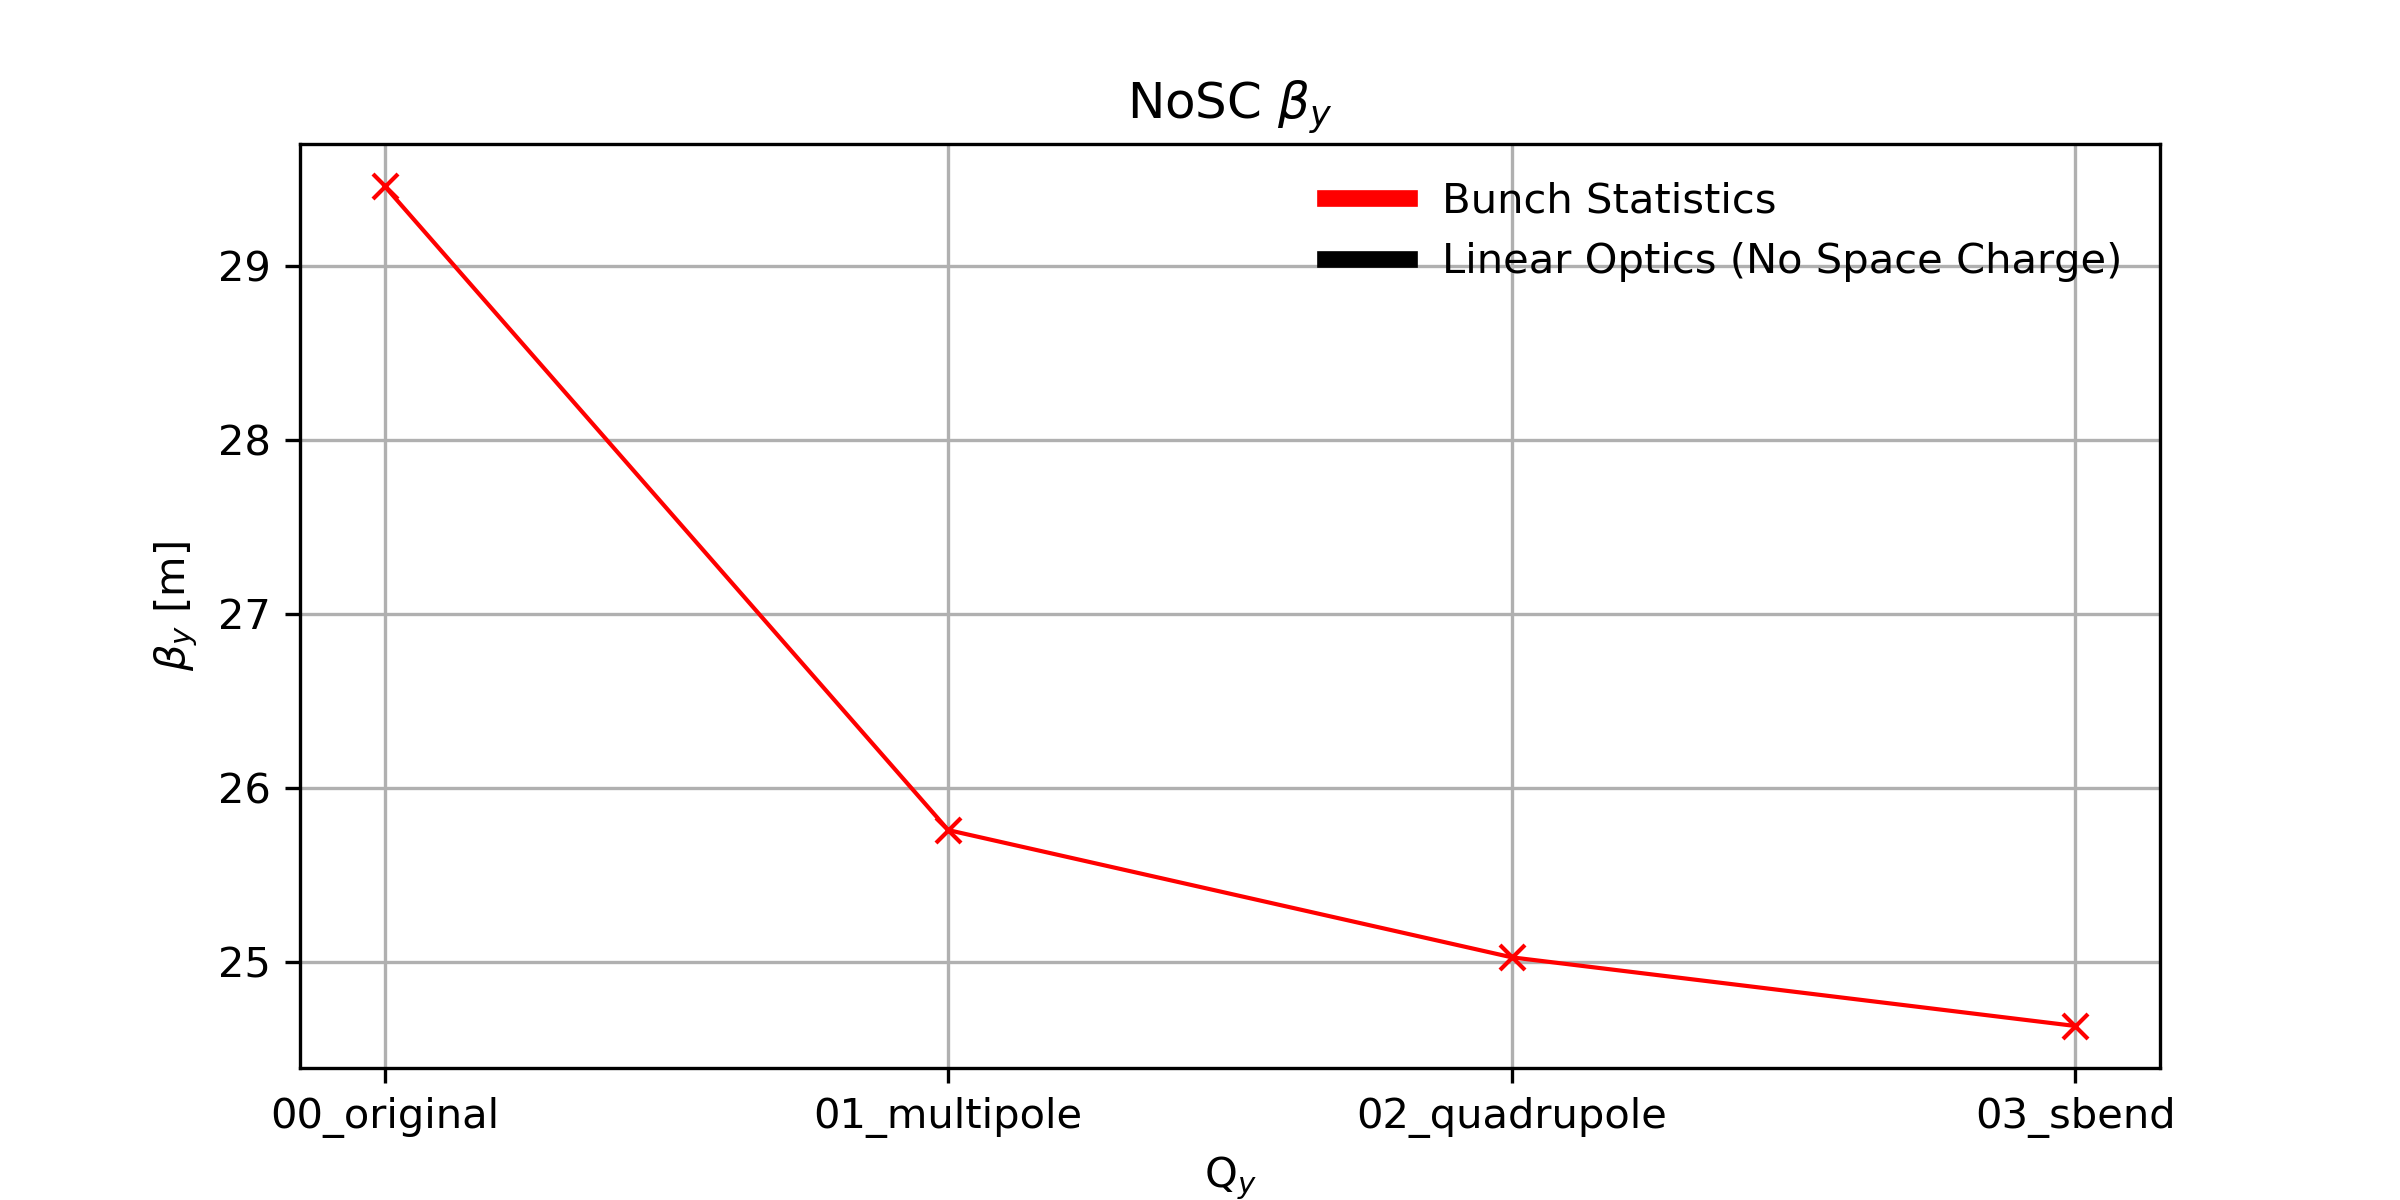 NoSC βy
Bunch Statistics
Linear Optics (No Space Charge)
29
28
27
26
25
βy [m]
00_original 01_multipole 02_quadrupole 03_sbend
Qy